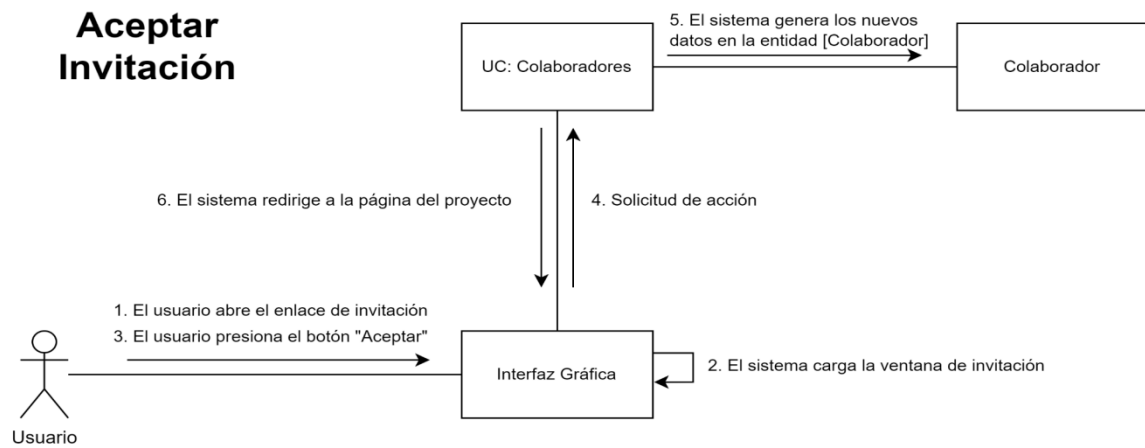 Aceptar
Invitación
UC: Colaboradores
5. El sistema genera los nuevos
datos en la entidad [Colaborador]
Colaborador
6. El sistema redirige a la página del proyecto
4. Solicitud de acción
1. El usuario abre el enlace de invitación
3. El usuario presiona el botón "Aceptar"
Interfaz Gráfica
2. El sistema carga la ventana de invitación
Usuario